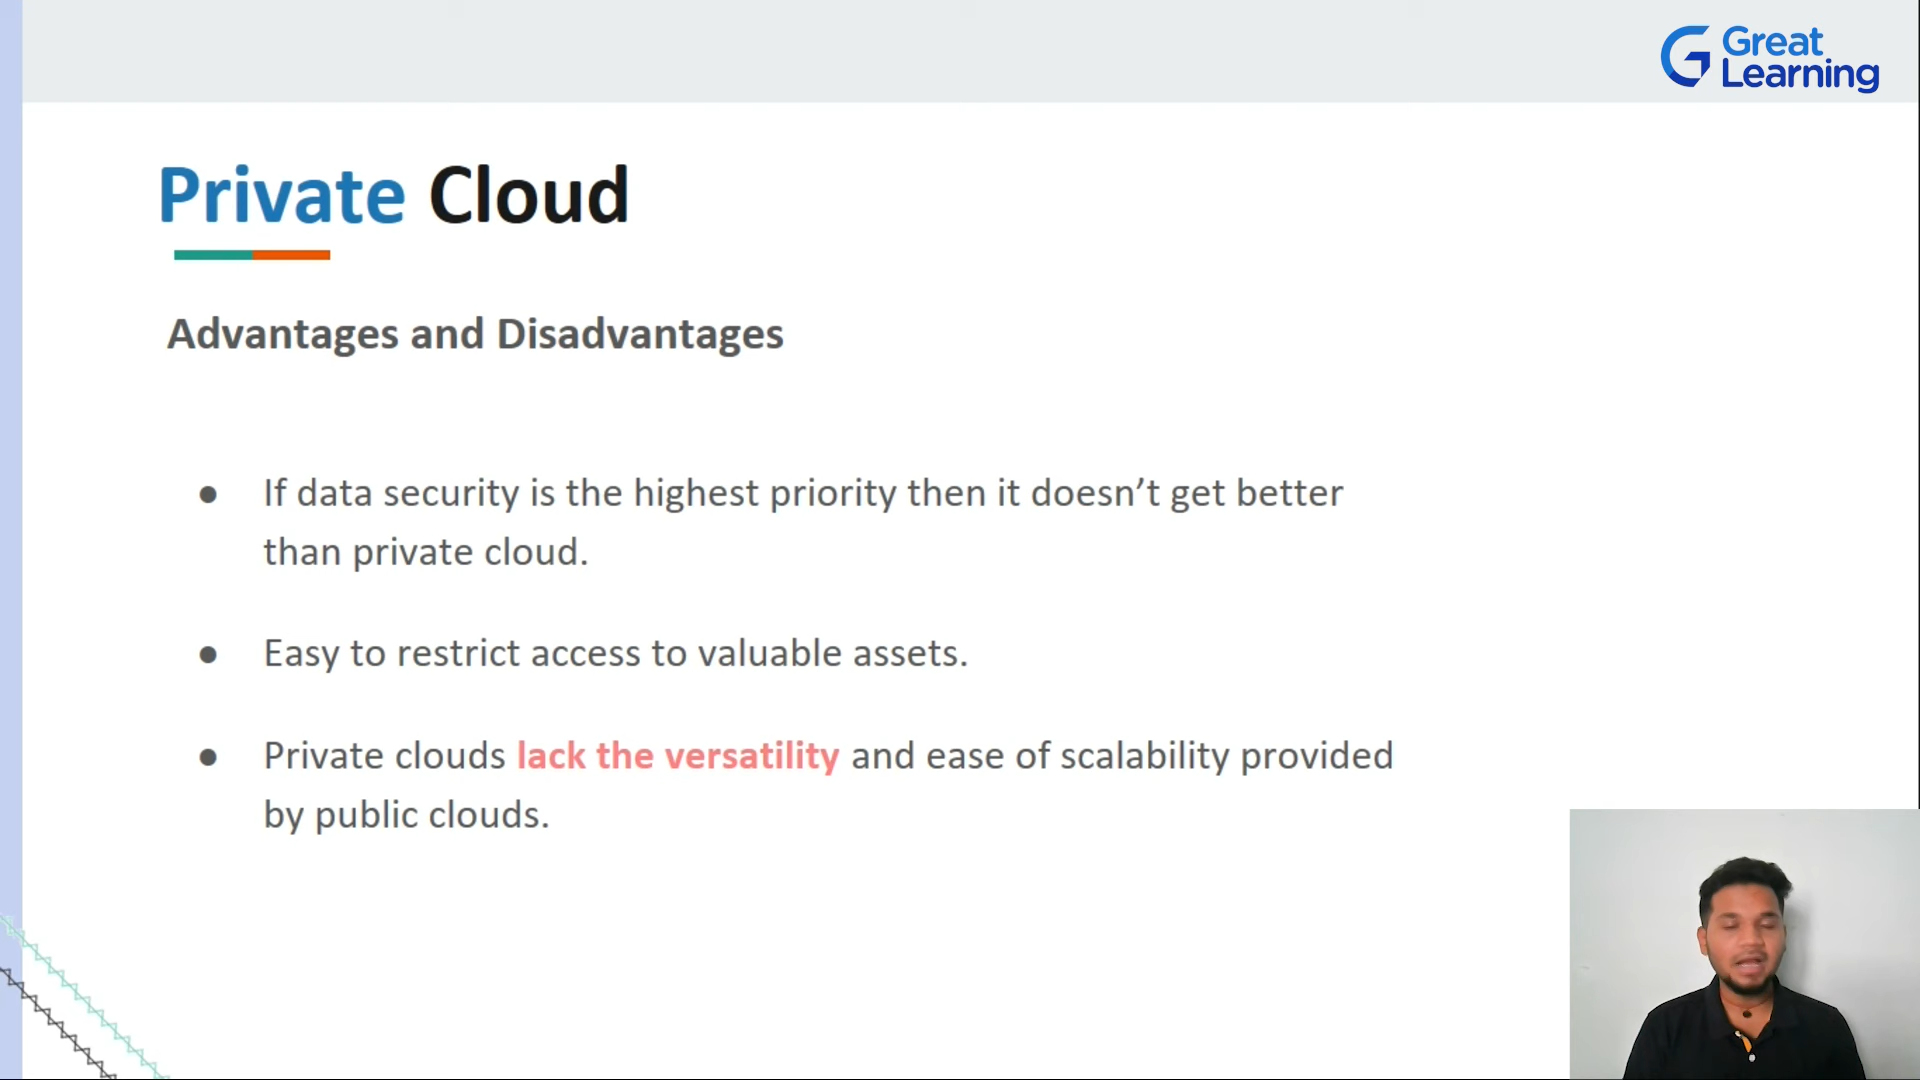 Great
Learning
Private Cloud
Advantages and Disadvantages
● If data security is the highest priority then it doesn’t get better
than private cloud.
● Easy to restrict access to valuable assets.
● Private clouds lack the versatility and ease of scalability provided
by public clouds.